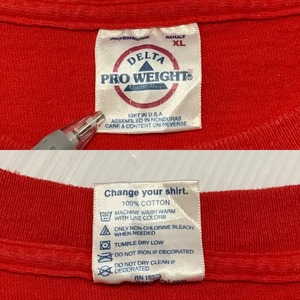 ADULT
XL
DELTA
PRO WEIGHT®
KNIT IN U.S.A.
ASSEMBLED IN HONDURAS
CARE & CONTENT ON REVERSE
Change your shirt.
100% COTTON
MACHINE WASH WARM
WITH LIKE COLORS
ONLY NON-CHLORINE BLEACH
WHEN NEEDED
TUMBLE DRY LOW
DO NOT IRON IF DECORATED
DO NOT DRY CLEAN IF
DECORATED
RN